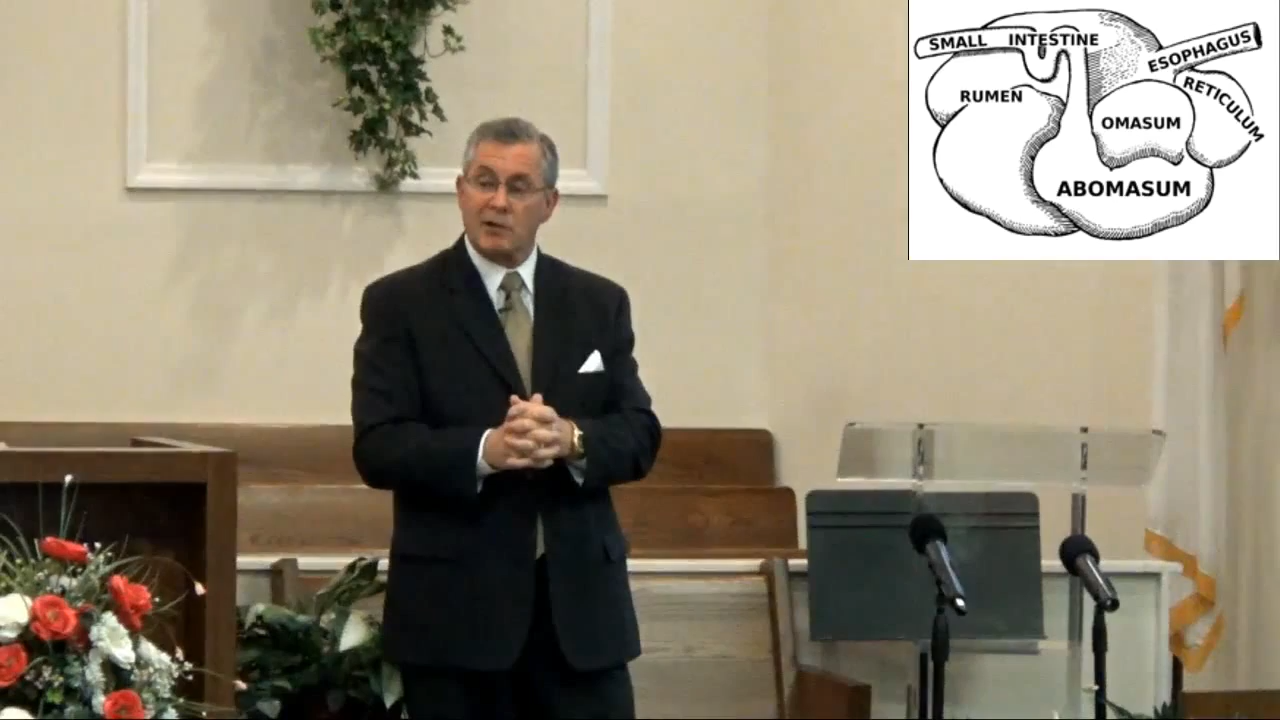 SMALL INTESTINE
ESOPHAGUS
RUMEN
RETICULUM
OMASUM
ABOMASUM